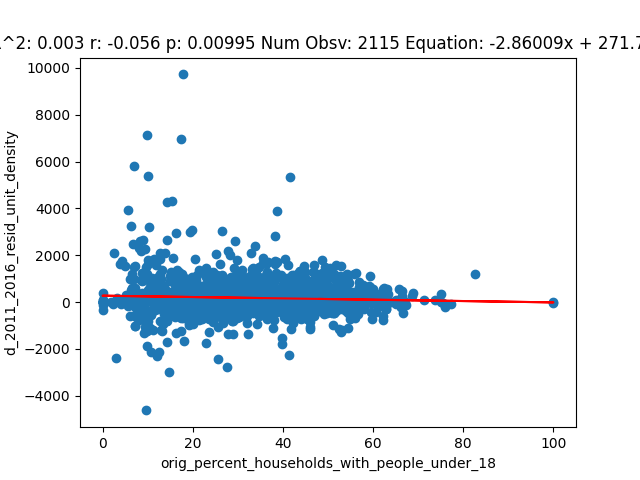 ^2: 0.003 r: -0.056 p: 0.00995 Num Obsv: 2115 Equation: -2.86009x + 271.7
10000
8000
6000
4000
2000
0
−2000
−4000
d_2011_2016_resid_unit_density
0 20 40 60 80 100
orig_percent_households_with_people_under_18